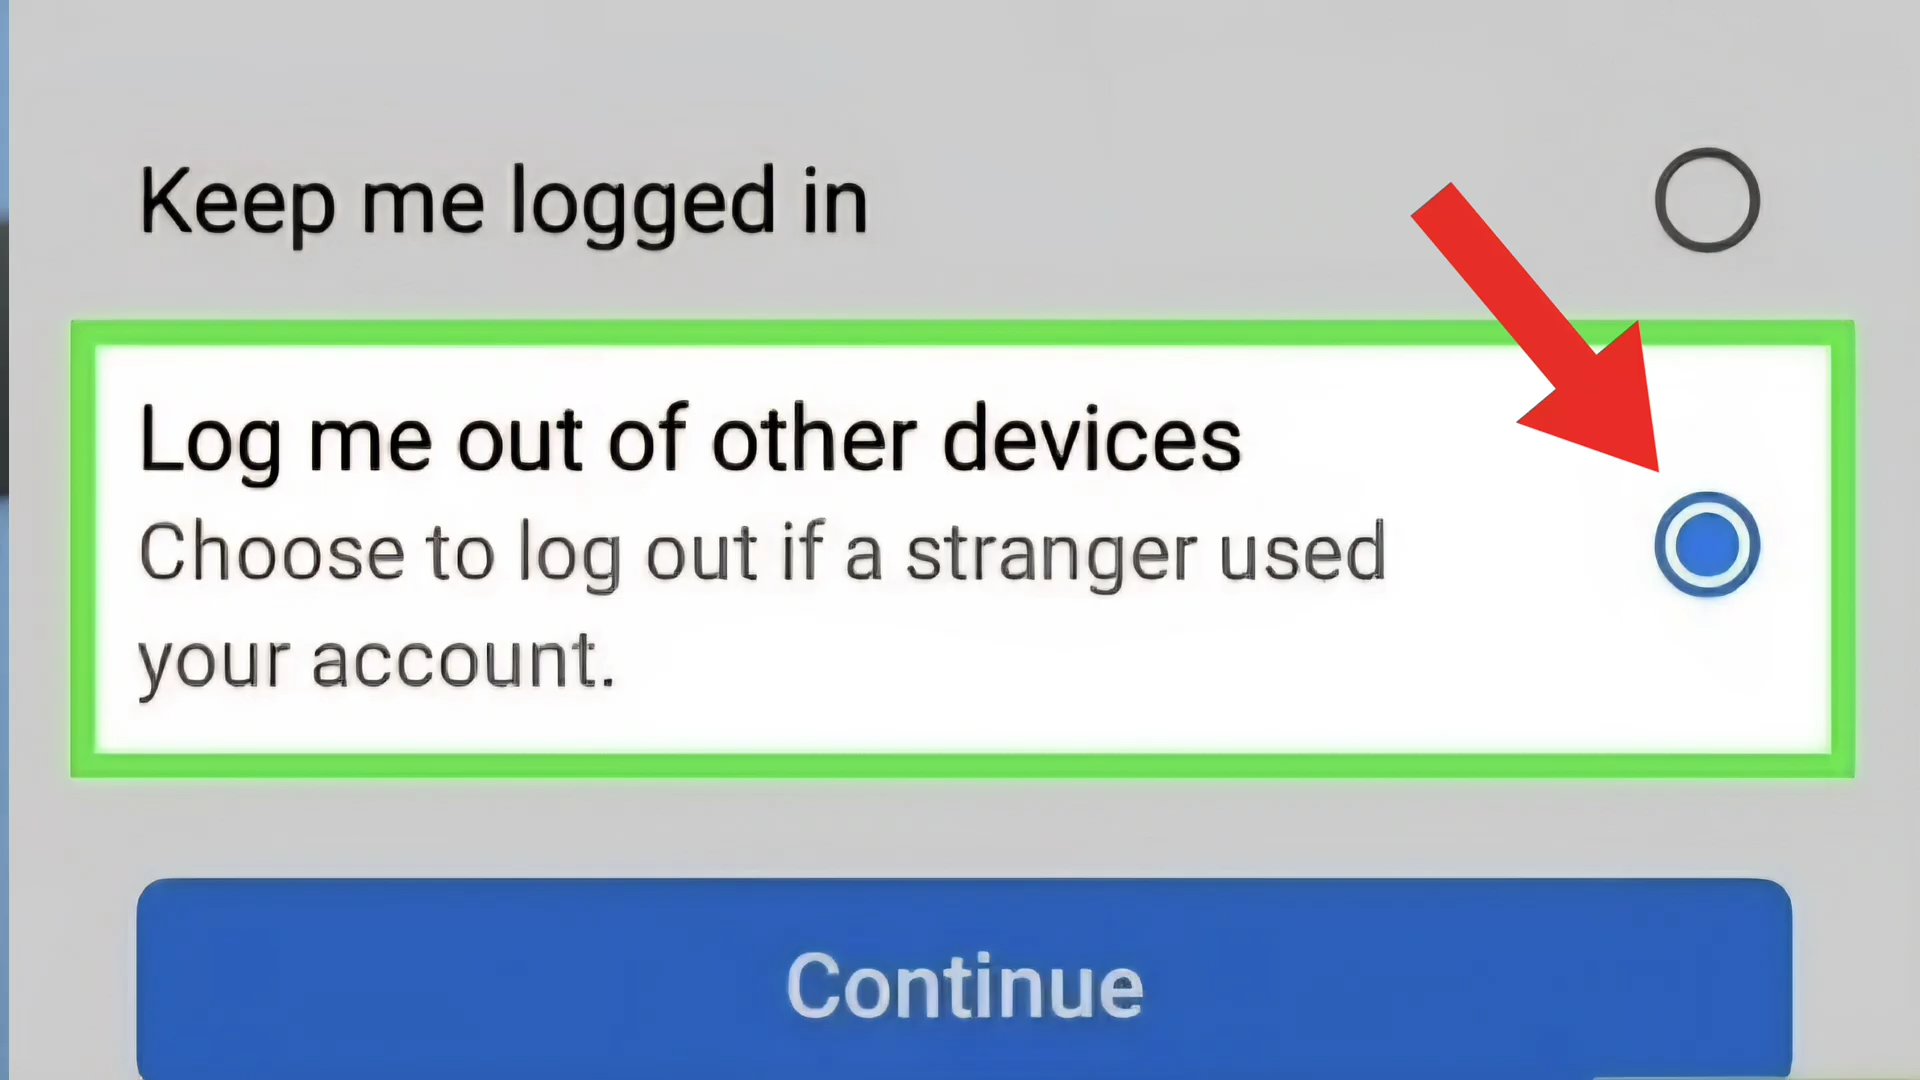 Keep me logged in
Log me out of other devices
Choose to log out if a stranger used
your account.
Continue